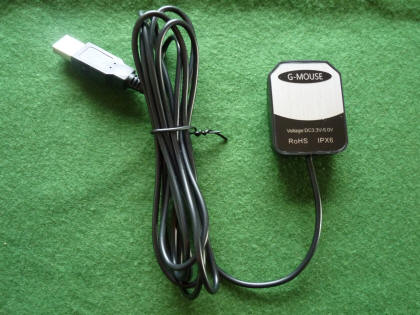 G-MOUSE
Voltage:DC3.3V-5.0V
RoHS IPX6